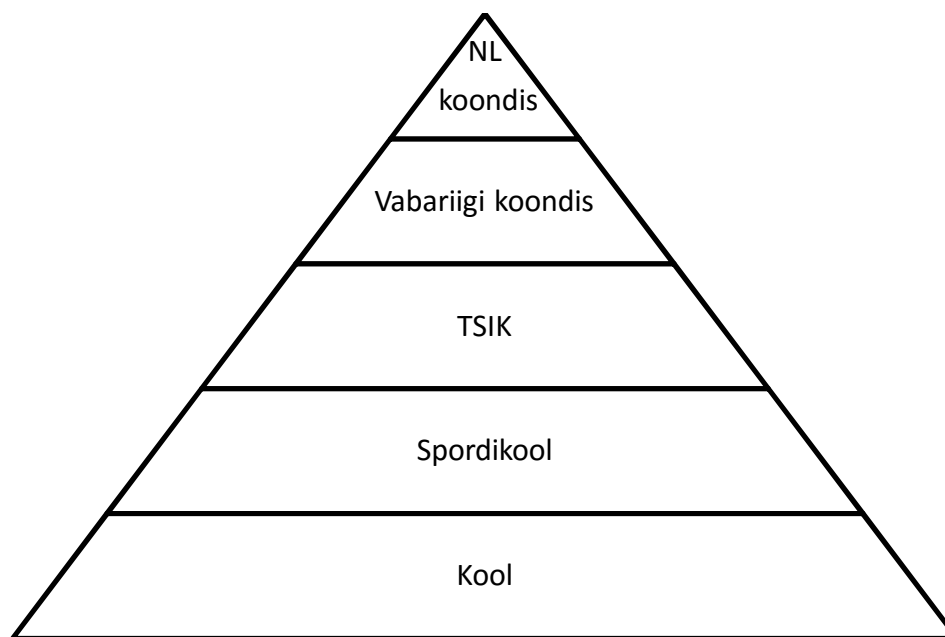 NL
koondis
Vabariigi koondis
TSIK
Spordikool
Kool